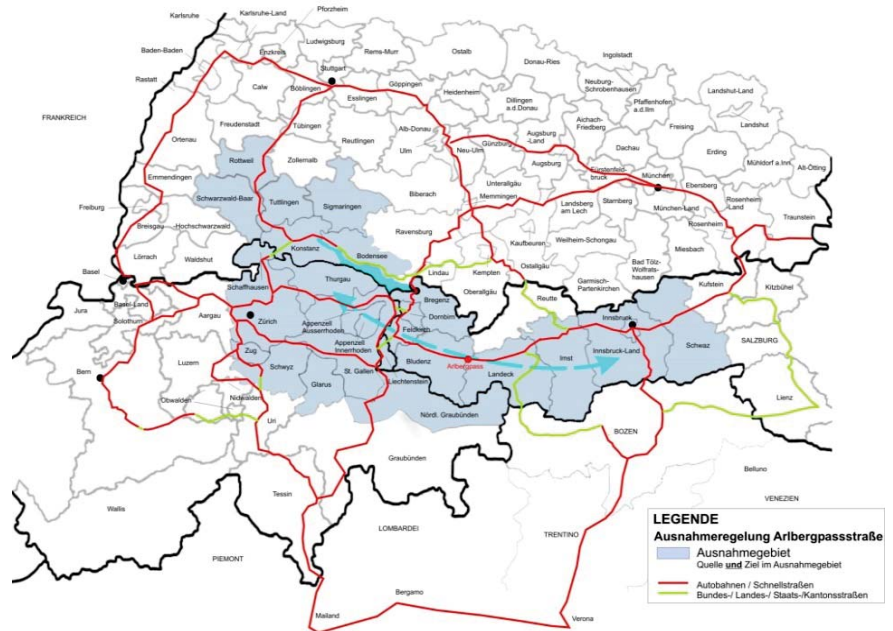 Karlsruhe
Karlsruhe-Land
Pforzheim
Baden-Baden
Enzkreis
Ludwigsburg
Rems-Murr
Ostalb
Donau-Ries
Ingolstadt
Stuttgart
Rastatt
Calw
Böblingen
Esslingen
Göppingen
Heidenheim
Dillingen
a.d.Donau
Neuburg-
Schrobenhausen
Pfaffenhofen
a.d.Ilm
Landshut-Land
FRANKREICH
Freudenstadt
Tübingen
Reutlingen
Alb-Donau
Ulm
Neu-Ulm
Günzburg
Augsburg
-Land
Aichach-
Friedberg
Freising
Landshut
Ortenau
Zollernalb
Augsburg
Dachau
Erding
Mühldorf a.Inn
Alt-Ötting
Rottweil
Emmendingen
Unterallgäu
Fürstenfeld-
bruck
München
Ebersberg
Schwarzwald-Baar
Tuttlingen
Sigmaringen
Biberach
Memmingen
Landsberg
am Lech
Starnberg
München-Land
Rosenheim-
Land
Freiburg
Breisgau
-Hochschwarzwald
Ravensburg
Kaufbeuren
Weilheim-Schongau
Rosenheim
Traunstein
Lörrach
Waldshut
Konstanz
Bodensee
Lindau
Kempten
Ostallgäu
Bad Tölz-
Wolfrats-
hausen
Miesbach
Basel
Schaffhausen
Thurgau
Bregenz
Oberallgäu
Garmisch-
Partenkirchen
Kufstein
Kitzbühel
Jura
Basel-Land
Solothurn
Aargau
Zürich
Appenzell
Ausserrhoden
Dornbirn
Reutte
Innsbruck
Feldkirch
Appenzell
Innerrhoden
SALZBURG
Luzern
Zug
Schwyz
St. Gallen
Bludenz
Arlbergpass
Imst
Innsbruck-Land
Schwaz
Bern
Glarus
Liechtenstein
Landeck
Obwalden
Nidwalden
Uri
Nördl. Graubünden
Lienz
BOZEN
Graubünden
Belluno
Wallis
Tessin
VENEZIEN
LOMBARDEI
TRENTINO
PIEMONT
Bergamo
Mailand
Verona
LEGENDE
Ausnahmeregelung Arlbergpassstraße
Ausnahmegebiet
Quelle und Ziel im Ausnahmegebiet
Autobahnen / Schnellstraßen
Bundes-/ Landes-/ Staats-/Kantonsstraßen